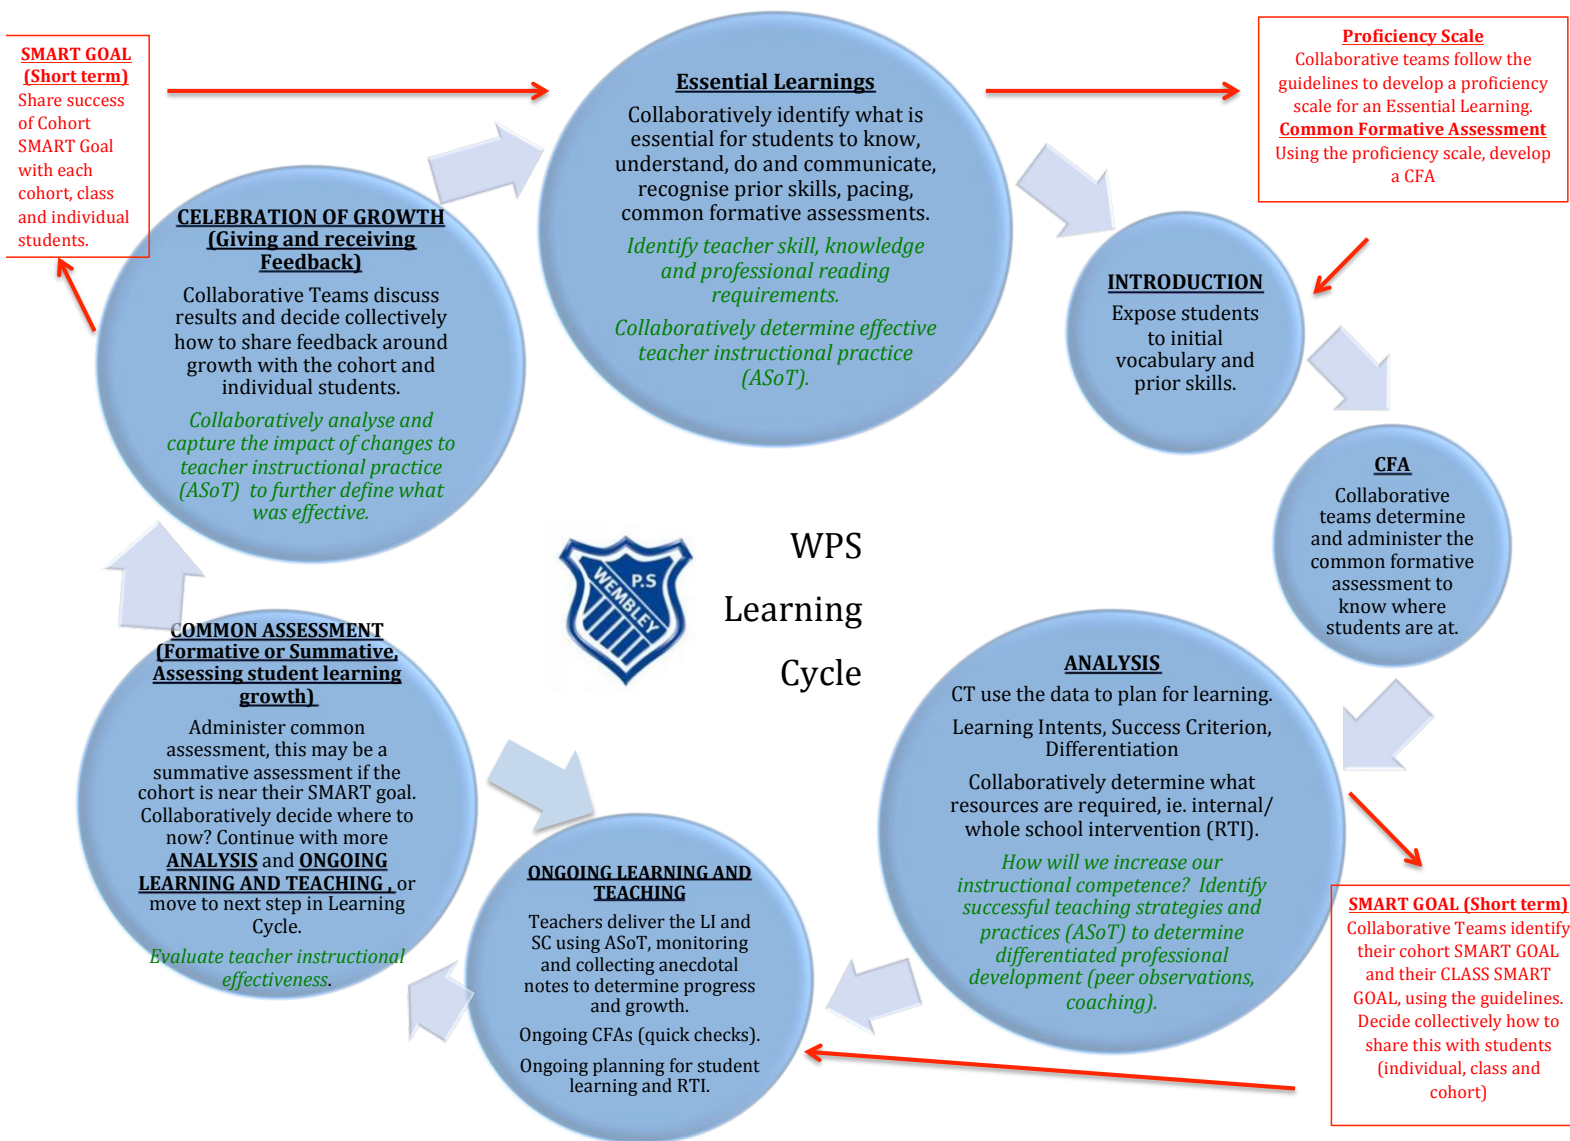 SMART GOAL
(Short term)
Share success
of Cohort
SMART Goal
with each
cohort, class
and individual
students.
Essential Learnings
Collaboratively identify what is
essential for students to know,
understand, do and communicate,
recognise prior skills, pacing,
common formative assessments.
Identify teacher skill, knowledge
and professional reading
requirements.
Collaboratively determine effective
teacher instructional practice
(ASoT).
Proficiency Scale
Collaborative teams follow the
guidelines to develop a proficiency
scale for an Essential Learning.
Common Formative Assessment
Using the proficiency scale, develop
a CFA
INTRODUCTION
Expose students
to initial
vocabulary and
prior skills.
CFA
Collaborative
teams determine
and administer the
common formative
assessment to
know where
students are at.
ANALYSIS
CT use the data to plan for learning.
Learning Intents, Success Criterion,
Differentiation
Collaboratively determine what
resources are required, ie. internal/
whole school intervention (RTI).
How will we increase our
instructional competence?  Identify
successful teaching strategies and
practices (ASoT) to determine
differentiated professional
development (peer observations,
coaching).
SMART GOAL (Short term)
Collaborative Teams identify
their cohort SMART GOAL
and their CLASS SMART
GOAL, using the guidelines.
Decide collectively how to
share this with students
(individual, class and
cohort)
ONGOING LEARNING AND
TEACHING
Teachers deliver the LI and
SC using ASoT, monitoring
and collecting anecdotal
notes to determine progress
and growth.
Ongoing CFAs (quick checks).
Ongoing planning for student
learning and RTI.
COMMON ASSESSMENT
(Formative or Summative,
Assessing student learning
growth)
Administer common
assessment, this may be a
summative assessment if the
cohort is near their SMART goal.
Collaboratively decide where to
now? Continue with more
ANALYSIS and ONGOING
LEARNING AND TEACHING , or
move to next step in Learning
Cycle.
Evaluate teacher instructional
effectiveness.
CELEBRATION OF GROWTH
(Giving and receiving
Feedback)
Collaborative Teams discuss
results and decide collectively
how to share feedback around
growth with the cohort and
individual students.
Collaboratively analyse and
capture the impact of changes to
teacher instructional practice
(ASoT)  to further define what
was effective.
P.S
WEMBLEY
WPS
Learning
Cycle